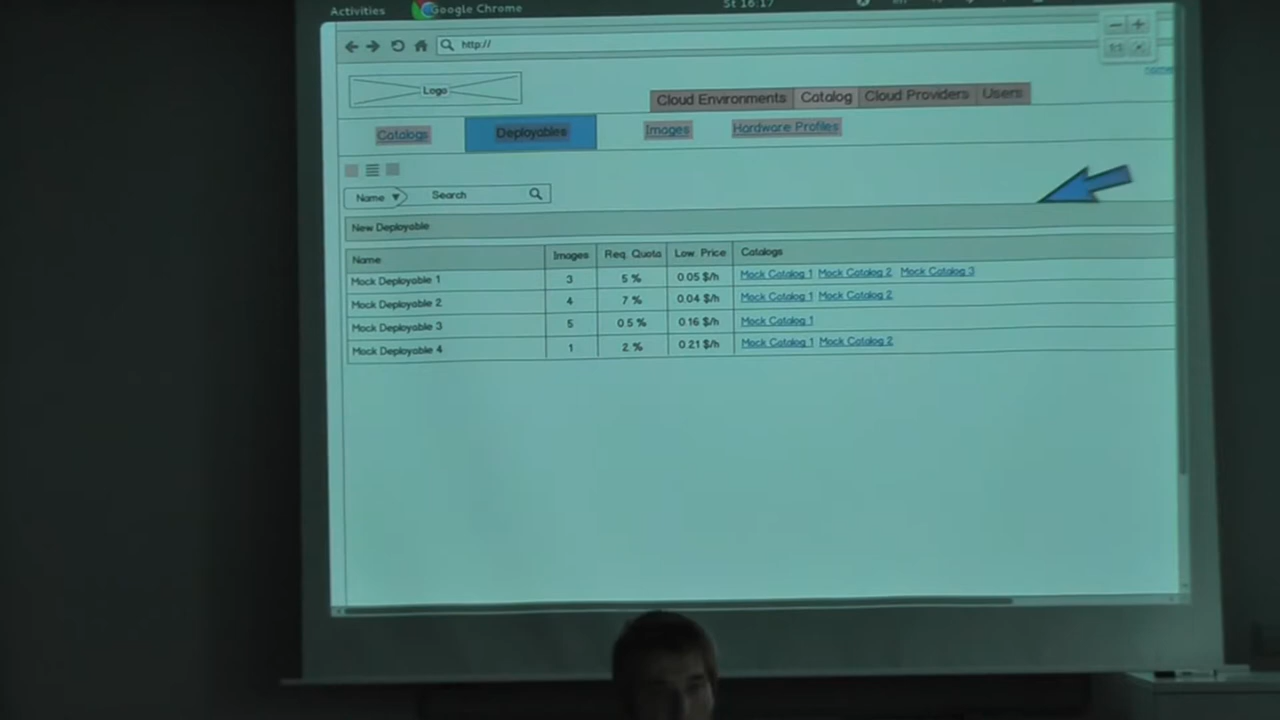 Activities Google Chrome St 16:17
http://
Logo
Cloud Environments Catalog Cloud Providers Users
Catalogs Deployables Images Hardware Profiles
Name ▼ Search
New Deployable
Name Images Req. Quota Low. Price Catalogs
Mock Deployable 1 3 5 % 0.05 $/h Mock Catalog 1 Mock Catalog 2 Mock Catalog 3
Mock Deployable 2 4 7 % 0.04 $/h Mock Catalog 1 Mock Catalog 2
Mock Deployable 3 5 0.5 % 0.16 $/h Mock Catalog 1
Mock Deployable 4 1 2 % 0.21 $/h Mock Catalog 1 Mock Catalog 2